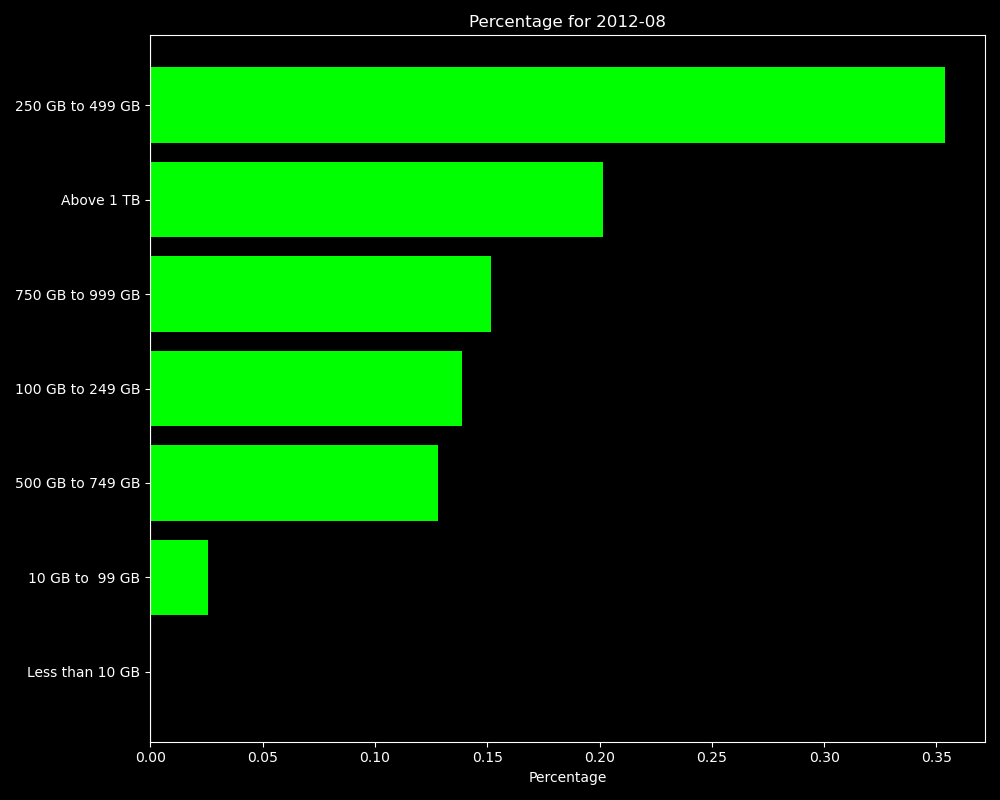 Percentage for 2012-08
250 GB to 499 GB
Above 1 TB
750 GB to 999 GB
100 GB to 249 GB
500 GB to 749 GB
10 GB to  99 GB
Less than 10 GB
0.00 0.05 0.10 0.15 0.20 0.25 0.30 0.35
Percentage